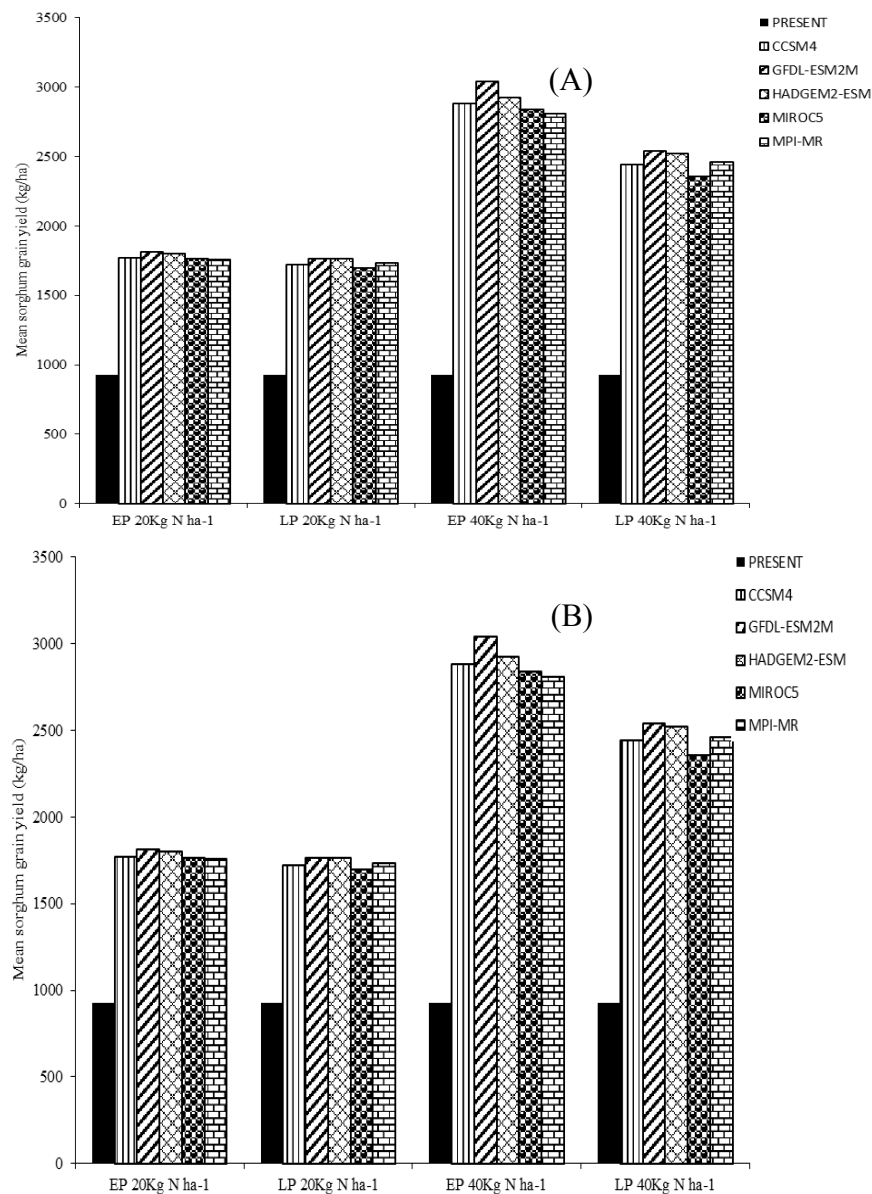 3500
3000
2500
2000
1500
1000
500
0
Mean sorghum grain yield (kg/ha)
(A)
PRESENT
CCSM4
GFDL-ESM2M
HADGEM2-ESM
MIROC5
MPI-MR
EP 20Kg N ha-1
LP 20Kg N ha-1
EP 40Kg N ha-1
LP 40Kg N ha-1
3500
3000
2500
2000
1500
1000
500
0
Mean sorghum grain yield (kg/ha)
(B)
PRESENT
CCSM4
GFDL-ESM2M
HADGEM2-ESM
MIROC5
MPI-MR
EP 20Kg N ha-1
LP 20Kg N ha-1
EP 40Kg N ha-1
LP 40Kg N ha-1